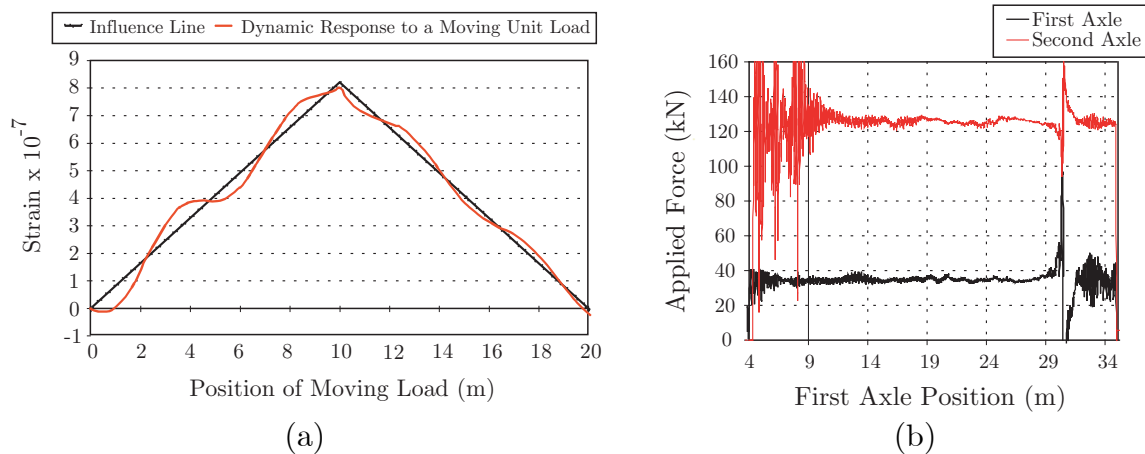 Influence Line
Dynamic Response to a Moving Unit Load
9
8
7
6
5
4
3
2
1
0
-1
Strain x 10-7
0 2 4 6 8 10 12 14 16 18 20
Position of Moving Load (m)
(a)
First Axle
Second Axle
160
140
120
100
80
60
40
20
0
Applied Force (kN)
4 9 14 19 24 29 34
First Axle Position (m)
(b)